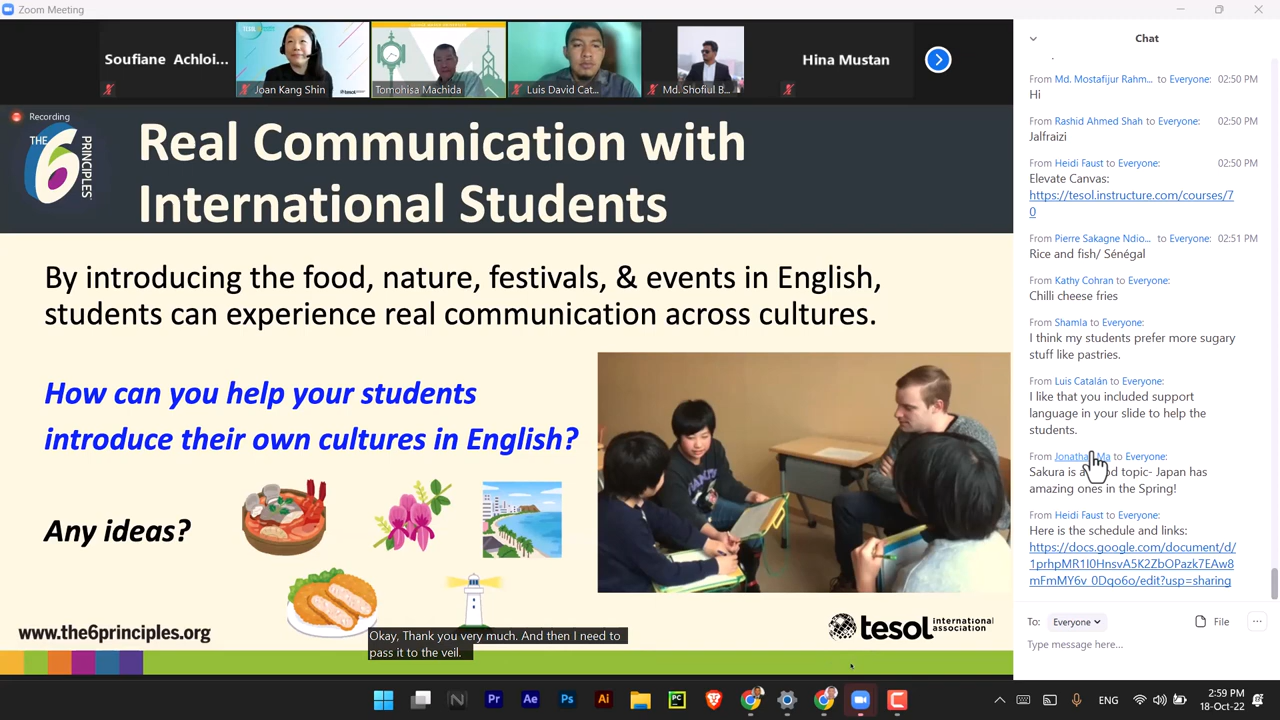 Zoom Meeting
Soufiane Achloi...
Joan Kang Shin
Tomohisa Machida
Luis David Cat...
Md. Shofiul B...
Hina Mustan
Recording
THE 6 PRINCIPLES
Real Communication with
International Students
By introducing the food, nature, festivals, & events in English,
students can experience real communication across cultures.
How can you help your students
introduce their own cultures in English?
Any ideas?
www.the6principles.org
Okay, Thank you very much. And then I need to
pass it to the veil.
tesol international
association
Chat
From Md. Mostafijur Rahm... to Everyone: 02:50 PM
Hi
From Rashid Ahmed Shah to Everyone: 02:50 PM
Jalfraizi
From Heidi Faust to Everyone: 02:50 PM
Elevate Canvas:
https://tesol.instructure.com/courses/7
0
From Pierre Sakagne Ndio... to Everyone: 02:51 PM
Rice and fish/ Sénégal
From Kathy Cohran to Everyone:
Chilli cheese fries
From Shamla to Everyone:
I think my students prefer more sugary
stuff like pastries.
From Luis Catalán to Everyone:
I like that you included support
language in your slide to help the
students.
From Ma to Everyone:
Sakura is topic- Japan has
amazing ones in the Spring!
From Heidi Faust to Everyone:
Here is the schedule and links:
https://docs.google.com/document/d/
1prhpMR1I0HnsvA5K2ZbOPazk7EAw8
mFmMY6v_0Dqo6o/edit?usp=sharing
To: Everyone File
Type message here...
N Pr Ae Ps Ai PC
ENG
2:59 PM
18-Oct-22